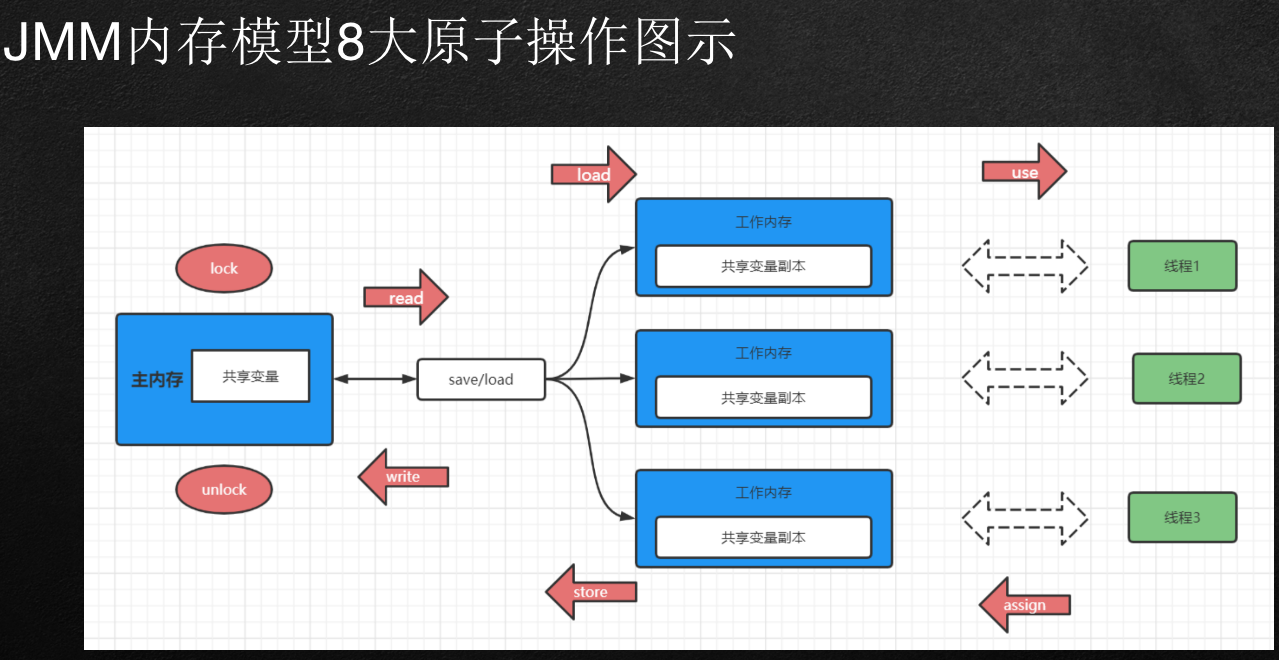 JMM内存模型8大原子操作图示
load
use
工作内存
共享变量副本
线程1
lock
read
主内存
共享变量
save/load
工作内存
共享变量副本
线程2
write
unlock
工作内存
共享变量副本
线程3
store
assign